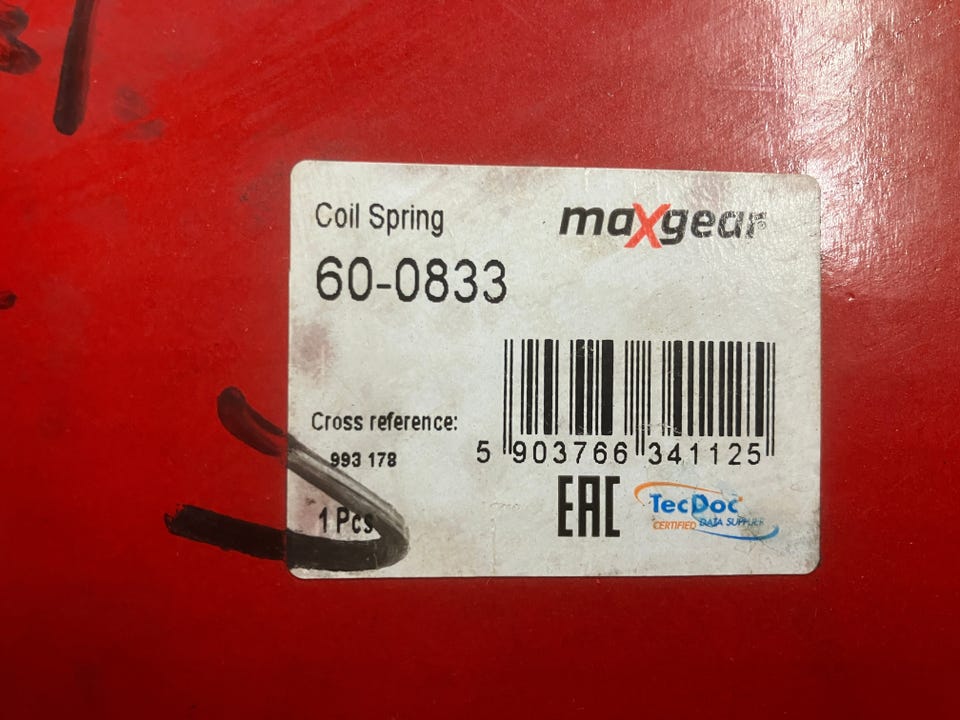 Coil Spring
maxgear®
60-0833
Cross reference:
993 178
1 Pcs
5 903766 341125
EAC
TecDoc
CERTIFIED DATA SUPPLIER